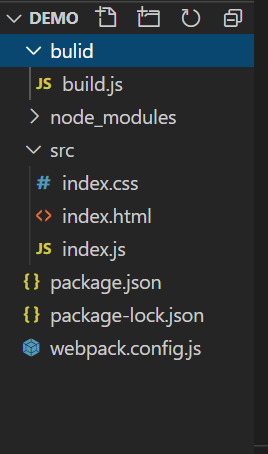 DEMO
bulid
JS build.js
node_modules
src
# index.css
<> index.html
JS index.js
{} package.json
{} package-lock.json
webpack.config.js